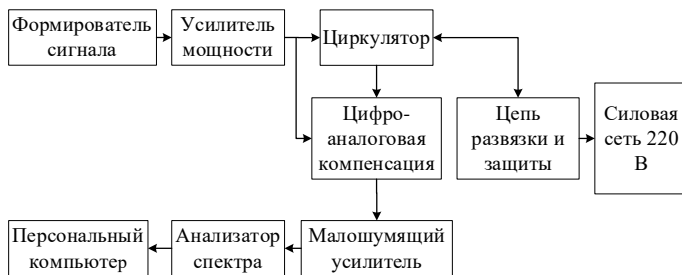 Формирователь
сигнала
Усилитель
мощности
Циркулятор
Цифро-
аналоговая
компенсация
Цепь
развязки и
защиты
Силовая
сеть 220
В
Персональный
компьютер
Анализатор
спектра
Малошумящий
усилитель